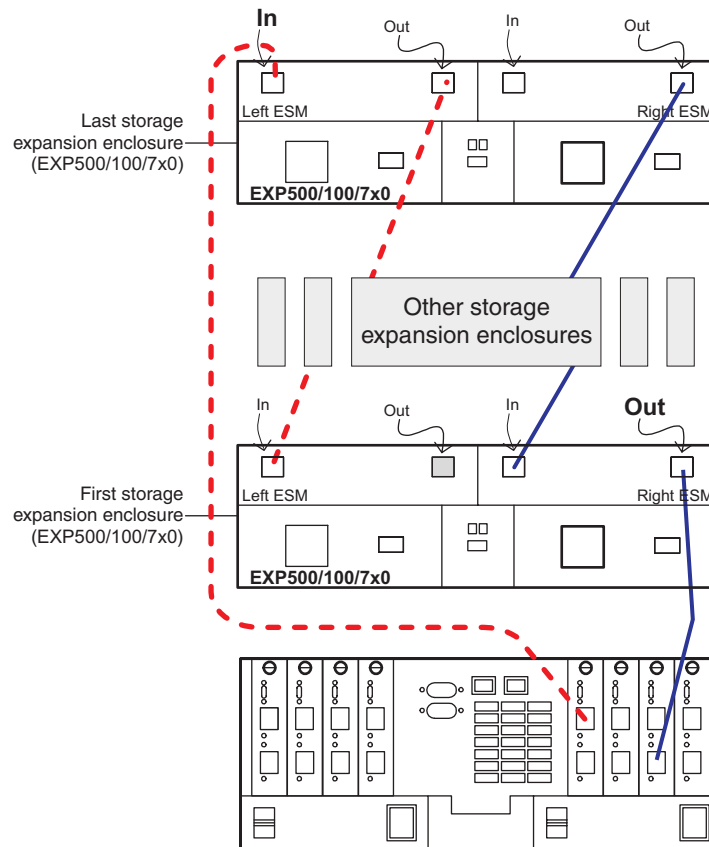 In
Out
In
Out
Left ESM
Right ESM
Last storage
expansion enclosure
(EXP500/100/7x0)
EXP500/100/7x0
Other storage
expansion enclosures
In
Out
In
Out
Left ESM
Right ESM
First storage
expansion enclosure
(EXP500/100/7x0)
EXP500/100/7x0